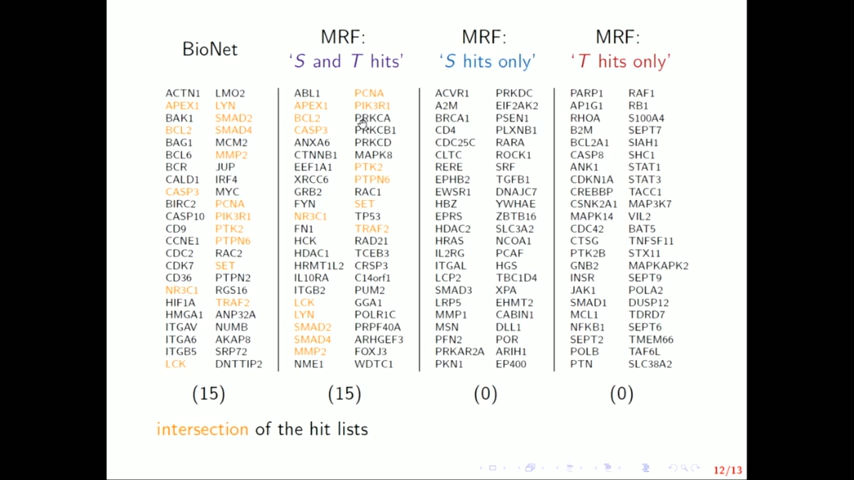 BioNet MRF: MRF: MRF:
'S and T hits' 'S hits only' 'T hits only'
ACTN1 LMO2 ABL1 PCNA ACVR1 PRKDC PARP1 RAF1
APEX1 LYN APEX1 PIK3R1 A2M EIF2AK2 AP1G1 RB1
BAK1 SMAD2 BCL2 PRKCA BRCA1 PSEN1 RHOA S100A4
BCL2 SMAD4 CASP3 PRKCB1 CD4 PLXNB1 B2M SEPT7
BAG1 MCM2 ANXA6 PRKCD CDC25C RARA BCL2A1 SIAH1
BCL6 MMP2 CTNNB1 MAPK8 CLTC ROCK1 CASP8 SHC1
BCR JUP EEF1A1 PTK2 RERE SRF ANK1 STAT1
CALD1 IRF4 XRCC6 PTPN6 EPHB2 TGFB1 CDKN1A STAT3
CASP3 MYC GRB2 RAC1 EWSR1 DNAJC7 CREBBP TACC1
BIRC2 PCNA FYN SET HBZ YWHAE CSNK2A1 MAP3K7
CASP10 PIK3R1 NR3C1 TP53 EPRS ZBTB16 MAPK14 VIL2
CD9 PTK2 FN1 TRAF2 HDAC2 SLC3A2 CDC42 BAT5
CCNE1 PTPN6 HCK RAD21 HRAS NCOA1 CTSG TNFSF11
CDC2 RAC2 HDAC1 TCEB3 IL2RG PCAF PTK2B STX11
CDK7 SET HRMT1L2 CRSP3 ITGAL HGS GNB2 MAPKAPK2
CD36 PTPN2 IL10RA C14orf1 LCP2 TBC1D4 INSR SEPT9
NR3C1 RGS16 ITGB2 PUM2 SMAD3 XPA JAK1 POLA2
HIF1A TRAF2 LCK GGA1 LRP5 EHMT2 SMAD1 DUSP12
HMGA1 ANP32A LYN POLR1C MMP1 CABIN1 MCL1 TDRD7
ITGAV NUMB SMAD2 PRPF40A MSN DLL1 NFKB1 SEPT6
ITGA6 AKAP8 SMAD4 ARHGEF3 PFN2 POR SEPT2 TMEM66
ITGB5 SRP72 MMP2 FOXJ3 PRKAR2A ARIH1 POLB TAF6L
LCK DNTTIP2 NME1 WDTC1 PKN1 EP400 PTN SLC38A2
(15) (15) (0) (0)
intersection of the hit lists
12/13